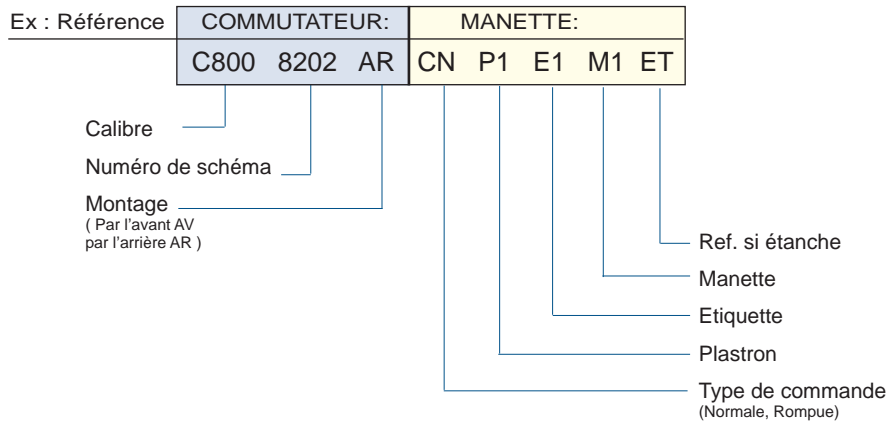 Ex : Référence COMMUTATEUR: MANETTE:
C800 8202 AR CN P1 E1 M1 ET
Calibre
Numéro de schéma
Montage
( Par l'avant AV
par l'arrière AR )
Ref. si étanche
Manette
Etiquette
Plastron
Type de commande
(Normale, Rompue)